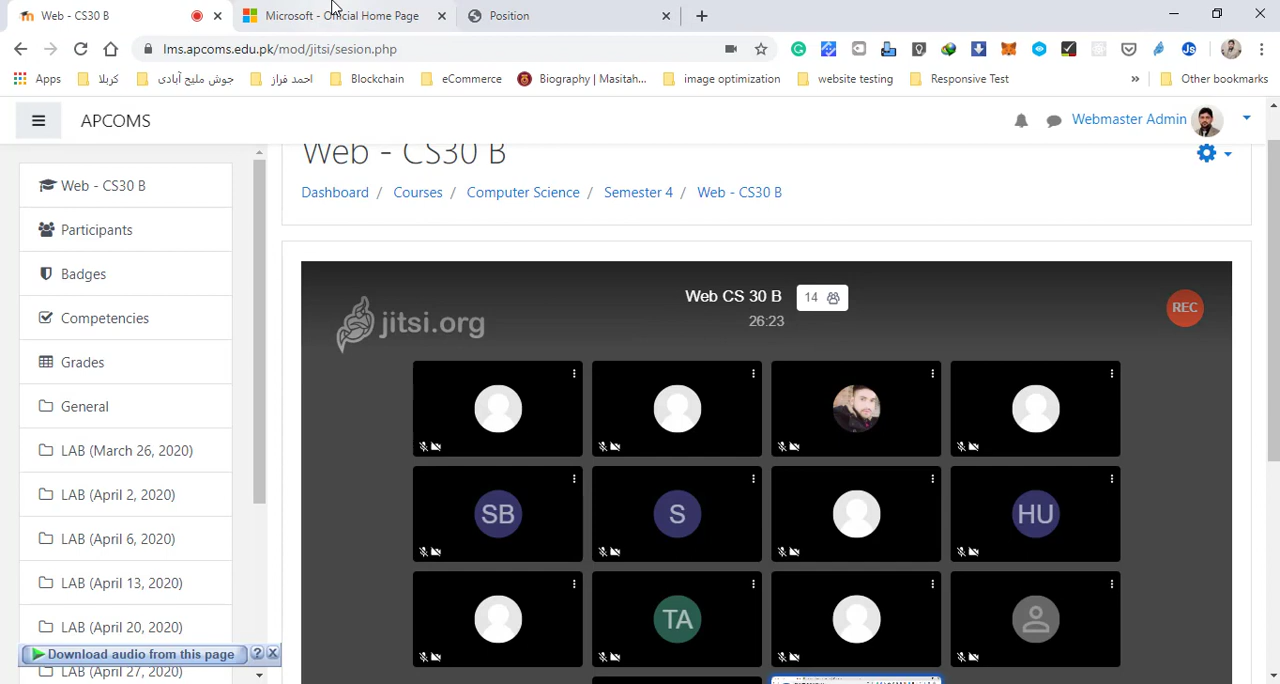 Web - CS30 B
Microsoft - Official Home Page
Position
lms.apcoms.edu.pk/mod/jitsi/sesion.php
Apps
کربلا
جوش ملیح آبادی
احمد فراز
Blockchain
eCommerce
Biography | Masitah...
image optimization
website testing
Responsive Test
»
Other bookmarks
APCOMS
Webmaster Admin
Web - CS30 B
Dashboard / Courses / Computer Science / Semester 4 / Web - CS30 B
Web - CS30 B
Participants
Badges
Competencies
Grades
General
LAB (March 26, 2020)
LAB (April 2, 2020)
LAB (April 6, 2020)
LAB (April 13, 2020)
LAB (April 20, 2020)
LAB (April 27, 2020)
Download audio from this page
?
jitsi.org
Web CS 30 B
14
26:23
REC
SB
S
HU
TA
Js